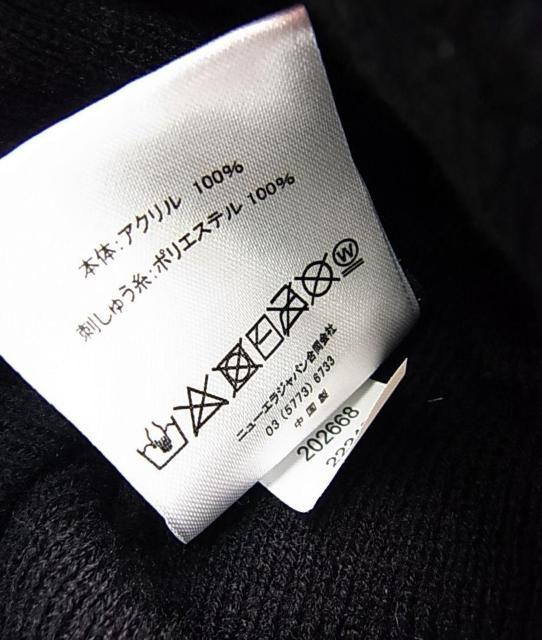 本体:アクリル 100%
刺しゅう糸:ポリエステル 100%
W
ニューエラジャパン合同会社
03 (5773) 6733
中国製
202668